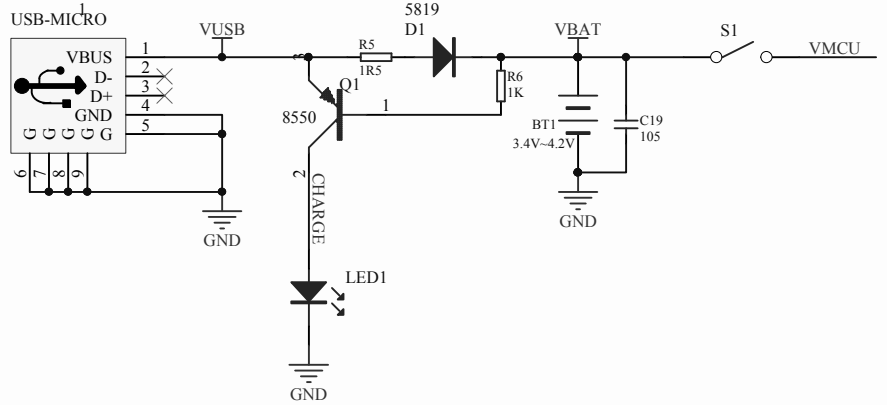 1
USB-MICRO
VBUS 1
D- 2
D+ 3
GND 4
G G G G G 5
6 7 8 9
VUSB
GND
R5
1R5
5819
D1
Q1
8550
1
2
CHARGE
LED1
GND
R6
1K
VBAT
BT1
3.4V~4.2V
C19
105
GND
S1
VMCU